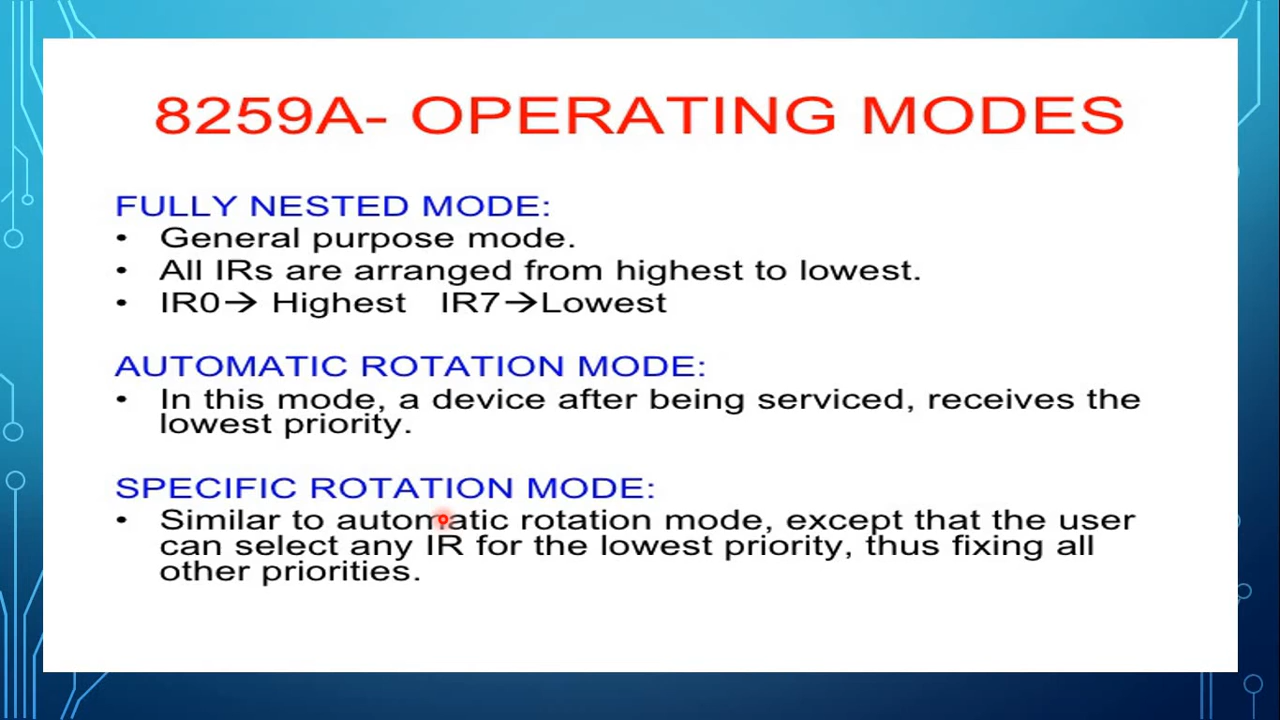 8259A- OPERATING MODES
FULLY NESTED MODE:
• General purpose mode.
• All IRs are arranged from highest to lowest.
• IR0→ Highest IR7→Lowest
AUTOMATIC ROTATION MODE:
• In this mode, a device after being serviced, receives the
lowest priority.
SPECIFIC ROTATION MODE:
• Similar to automatic rotation mode, except that the user
can select any IR for the lowest priority, thus fixing all
other priorities.